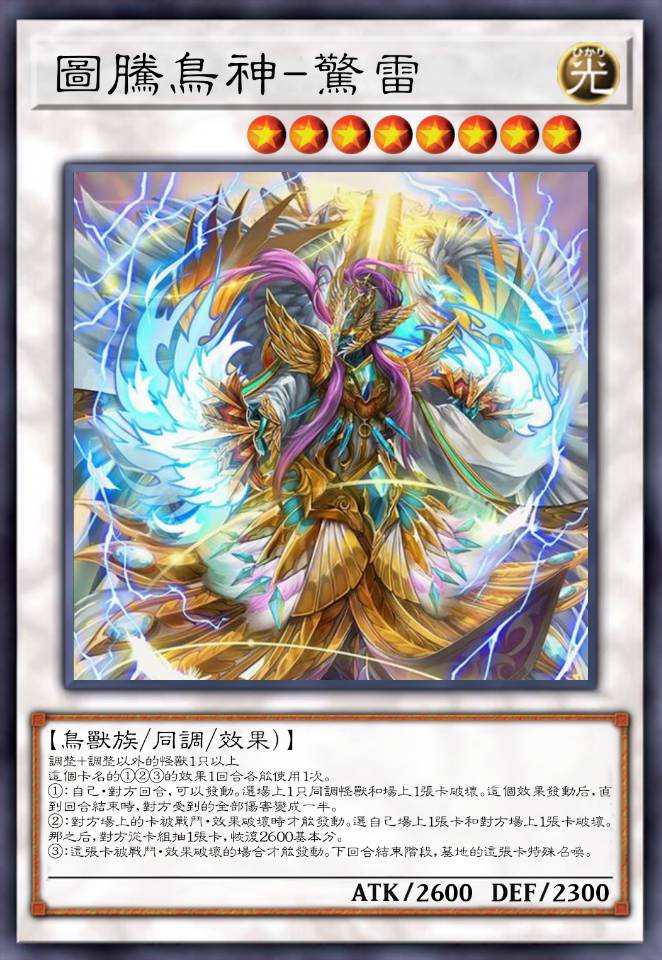 圖騰鳥神-驚雷
ひかり
光
【鳥獸族/同調/效果)】
調整+調整以外的怪獸1只以上
這個卡名的①②③的效果1回合各能使用1次。
①:自己·對方回合,可以發動。選場上1只同調怪獸和場上1張卡破壞。這個效果發動后,直
到回合結束時,對方受到的全部傷害變成一半。
②:對方場上的卡被戰鬥·效果破壞時才能發動。選自己場上1張卡和對方場上1張卡破壞。
那之后,對方從卡組抽1張卡,恢復2600基本分。
③:這張卡被戰鬥·效果破壞的場合才能發動。下回合結束階段,墓地的這張卡特殊召喚。
ATK/2600 DEF/2300